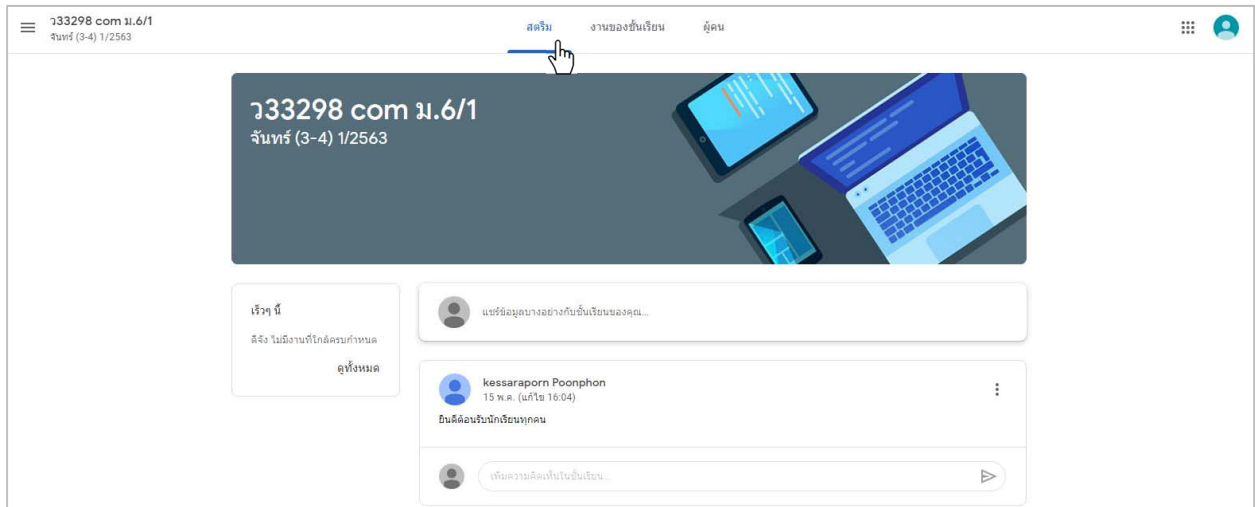 ว33298 com ม.6/1
จันทร์ (3-4) 1/2563
สตรีม
งานของชั้นเรียน
ผู้คน
ว33298 com ม.6/1
จันทร์ (3-4) 1/2563
เร็วๆ นี้
ดีจัง ไม่มีงานที่ใกล้ครบกำหนด
ดูทั้งหมด
แชร์ข้อมูลบางอย่างกับชั้นเรียนของคุณ...
kessaraporn Poonphon
15 พ.ค. (แก้ไข 16:04)
ยินดีต้อนรับนักเรียนทุกคน
เพิ่มความคิดเห็นในชั้นเรียน...